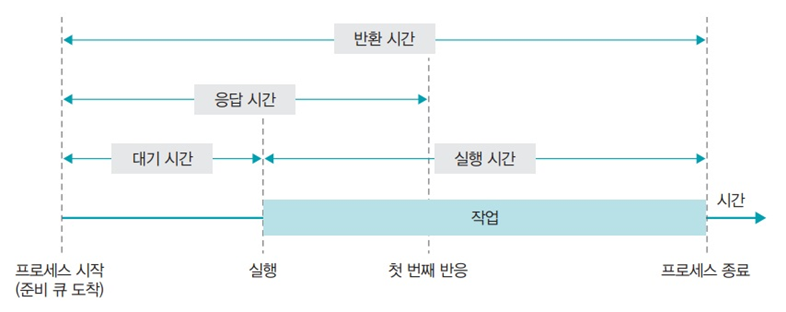 반환 시간
응답 시간
대기 시간
실행 시간
시간
작업
프로세스 시작
(준비 큐 도착)
실행
첫 번째 반응
프로세스 종료